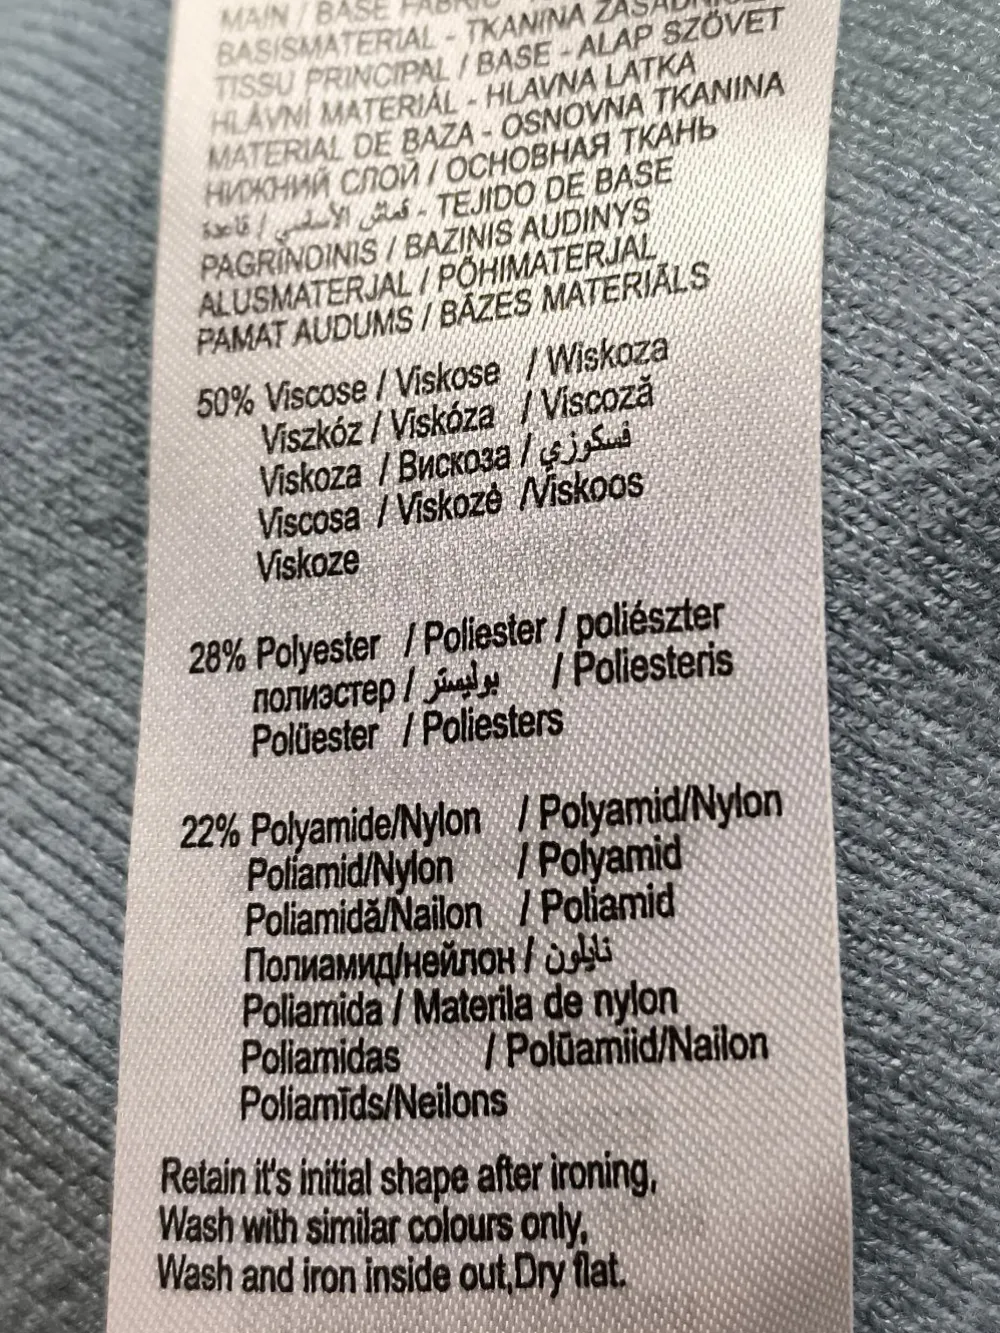 MAIN / BASE FABRIC
BASISMATERIAL - TKANINA ZASADNICZE
TISSU PRINCIPAL / BASE - ALAP SZÖVET
HLAVNÍ MATERIÁL - HLAVNA LATKA
MATERIAL DE BAZA - OSNOVNA TKANINA
НИЖНИЙ СЛОЙ / ОСНОВНАЯ ТКАНЬ
قماش الأساسي / قاعدة - TEJIDO DE BASE
PAGRINDINIS / BAZINIS AUDINYS
ALUSMATERJAL / PÕHIMATERJAL
PAMAT AUDUMS / BĀZES MATERIĀLS
50% Viscose / Viskose / Wiskoza
Viszkóz / Viskóza / Viscoză
Viskoza / Вискоза / فسكوزي
Viscosa / Viskozė /Viskoos
Viskoze
28% Polyester / Poliester / poliészter
полиэстер / بوليستر / Poliesteris
Polüester / Poliesters
22% Polyamide/Nylon / Polyamid/Nylon
Poliamid/Nylon / Polyamid
Poliamidă/Nailon / Poliamid
Полиамид/нейлон / نايلون
Poliamida / Materila de nylon
Poliamidas / Polüamiid/Nailon
Poliamīds/Neilons
Retain it's initial shape after ironing,
Wash with similar colours only,
Wash and iron inside out,Dry flat.